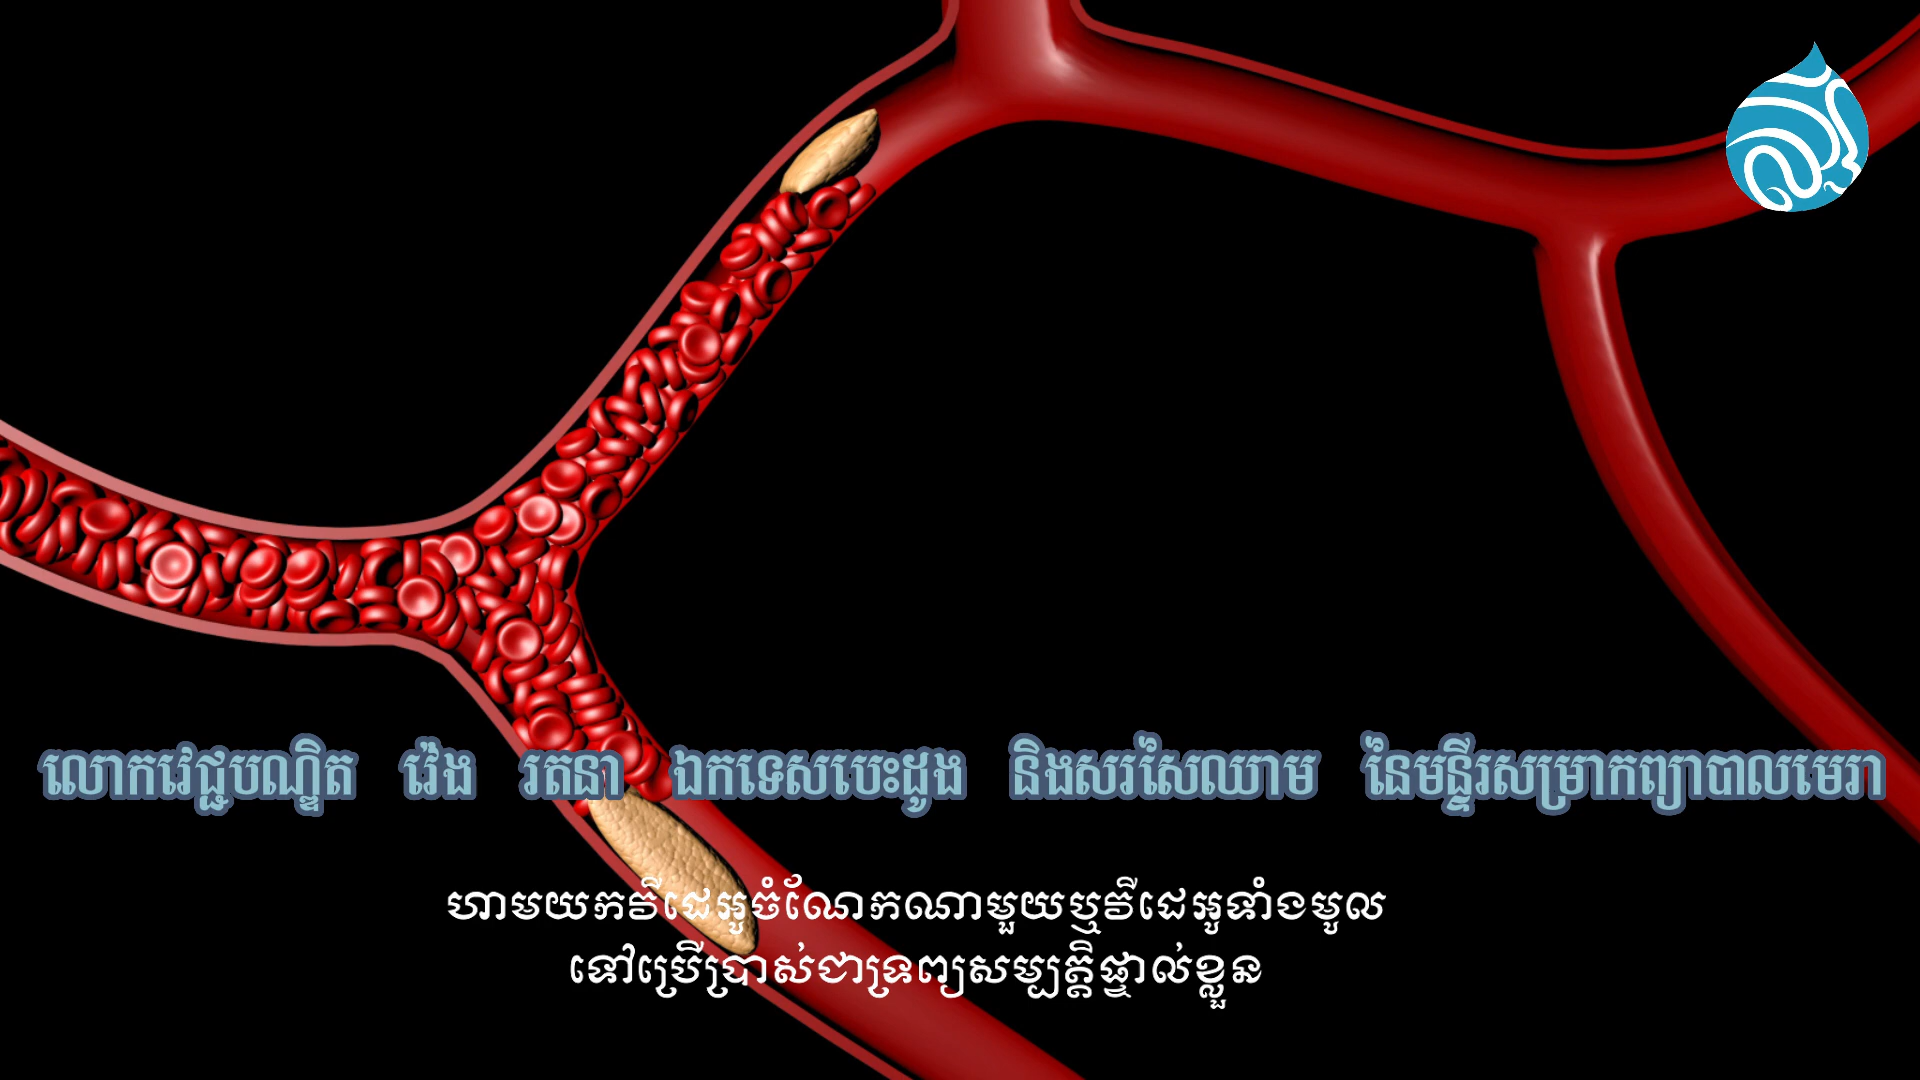 លោកវេជ្ជបណ្ឌិត វ៉េង រតនា ឯកទេសបេះដូង និងសរសៃឈាម នៃមន្ទីរសម្រាកព្យាបាលមេរា
ហាមយកវីដេអូចំណែកណាមួយឬវីដេអូទាំងមូល
ទៅប្រើប្រាស់ជាទ្រព្យសម្បត្តិផ្ទាល់ខ្លួន